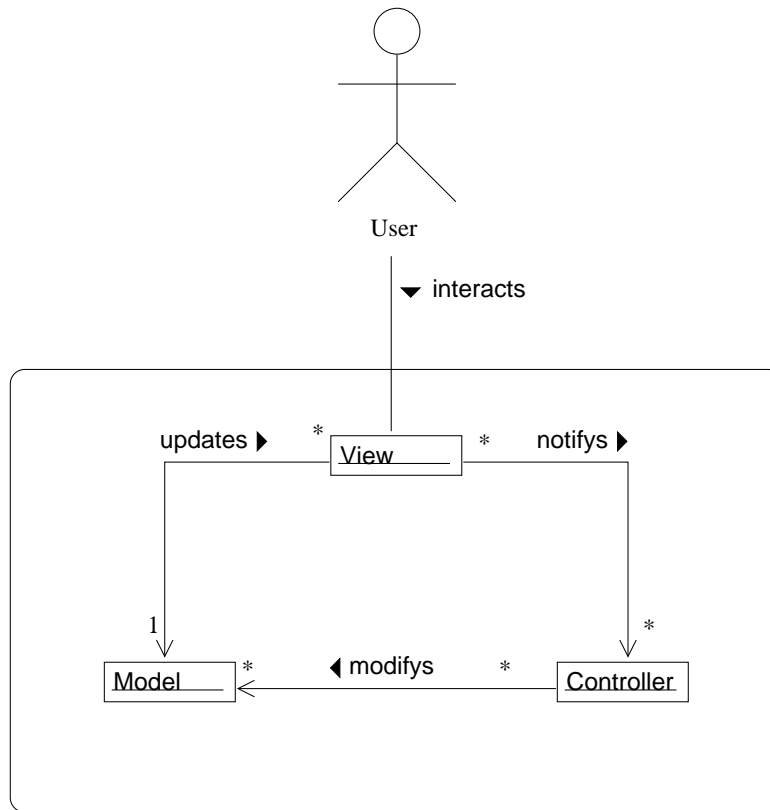 User
interacts
updates * * notifys
View
1 *
Model * modifys * Controller